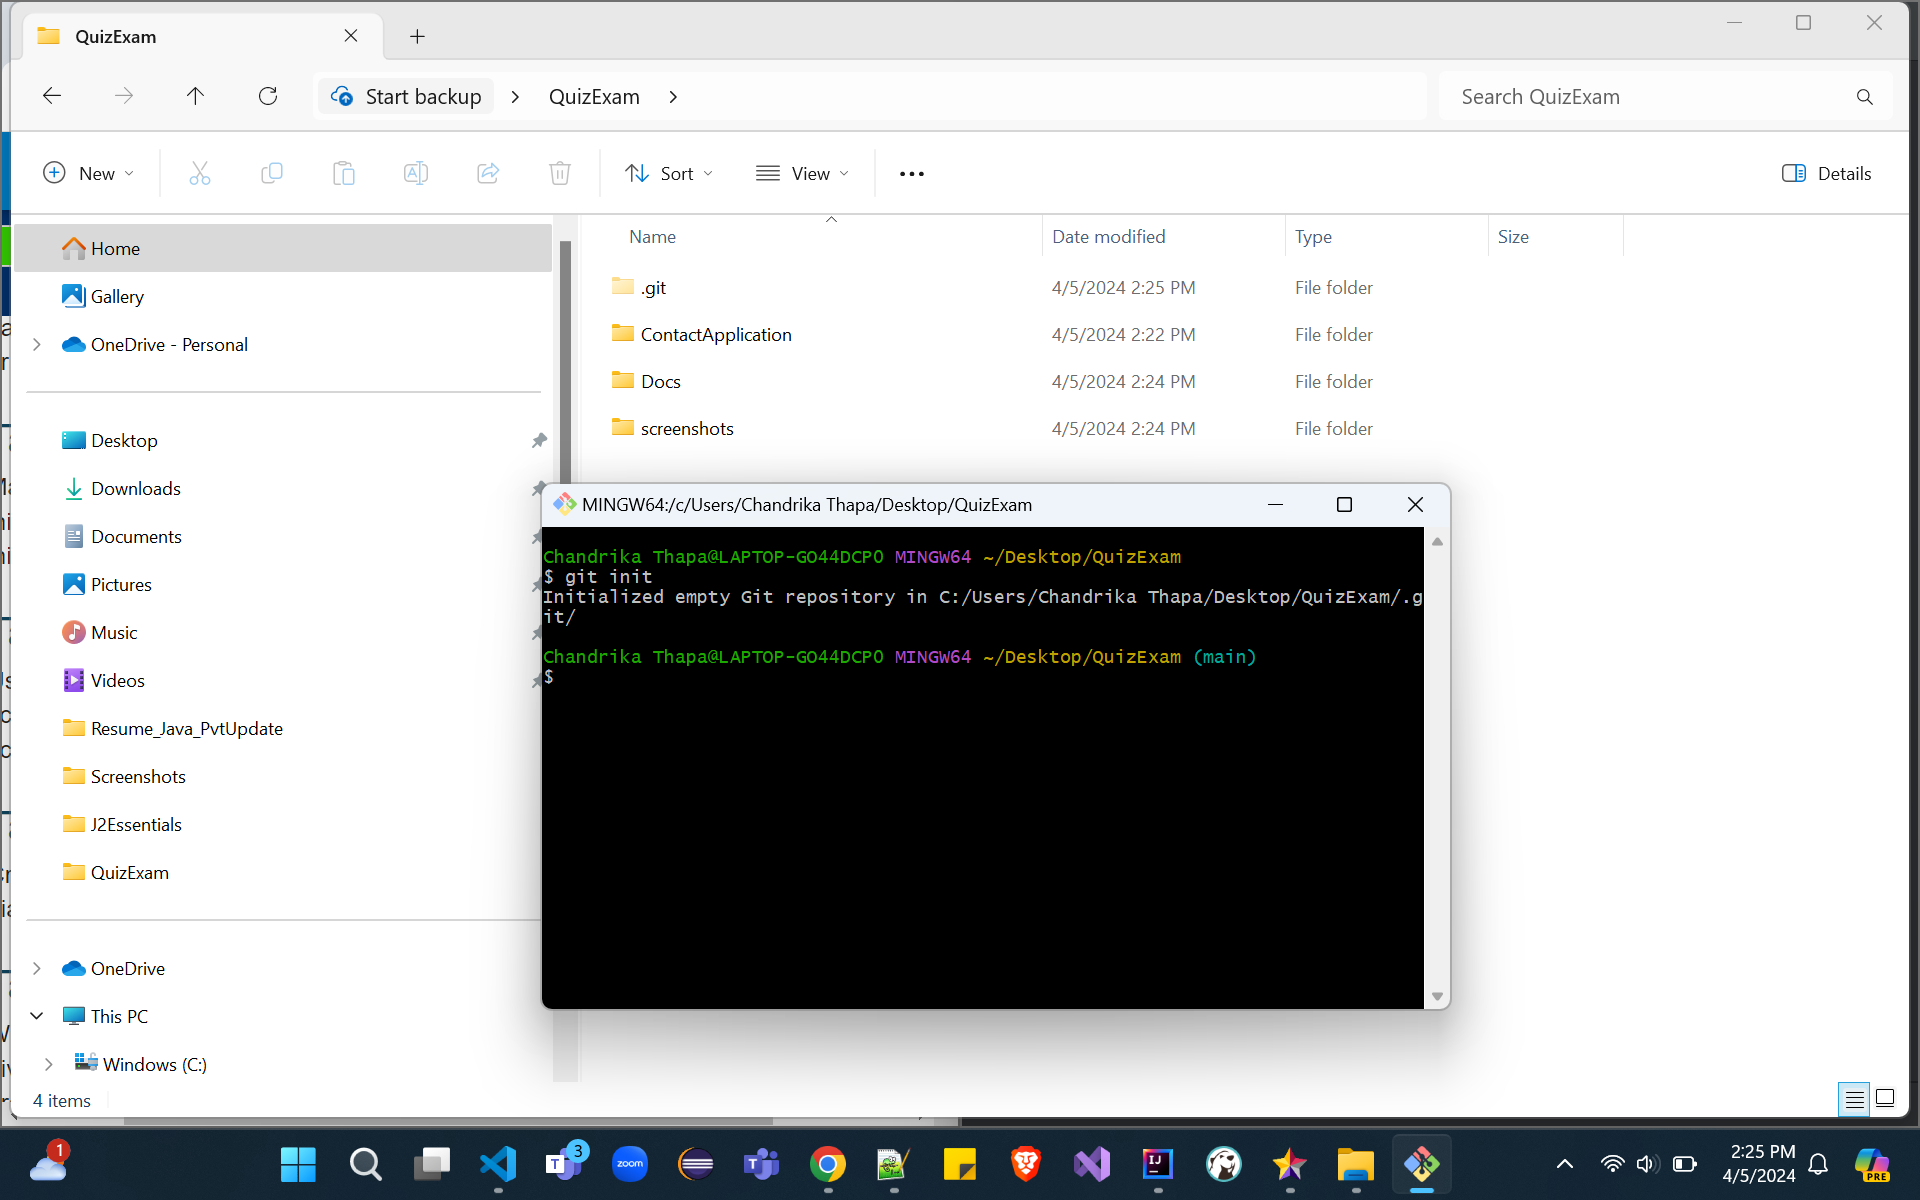 QuizExam
Start backup
QuizExam
Search QuizExam
New
Sort
View
Details
Home
Gallery
OneDrive - Personal
Desktop
Downloads
Documents
Pictures
Music
Videos
Resume_Java_PvtUpdate
Screenshots
J2Essentials
QuizExam
OneDrive
This PC
Windows (C:)
4 items
Name Date modified Type Size
.git 4/5/2024 2:25 PM File folder
ContactApplication 4/5/2024 2:22 PM File folder
Docs 4/5/2024 2:24 PM File folder
screenshots 4/5/2024 2:24 PM File folder
MINGW64:/c/Users/Chandrika Thapa/Desktop/QuizExam
Chandrika Thapa@LAPTOP-GO44DCP0 MINGW64 ~/Desktop/QuizExam
$ git init
Initialized empty Git repository in C:/Users/Chandrika Thapa/Desktop/QuizExam/.g
it/
Chandrika Thapa@LAPTOP-GO44DCP0 MINGW64 ~/Desktop/QuizExam (main)
$
1
T
3
zoom
T
IJ
2:25 PM
4/5/2024
PRE